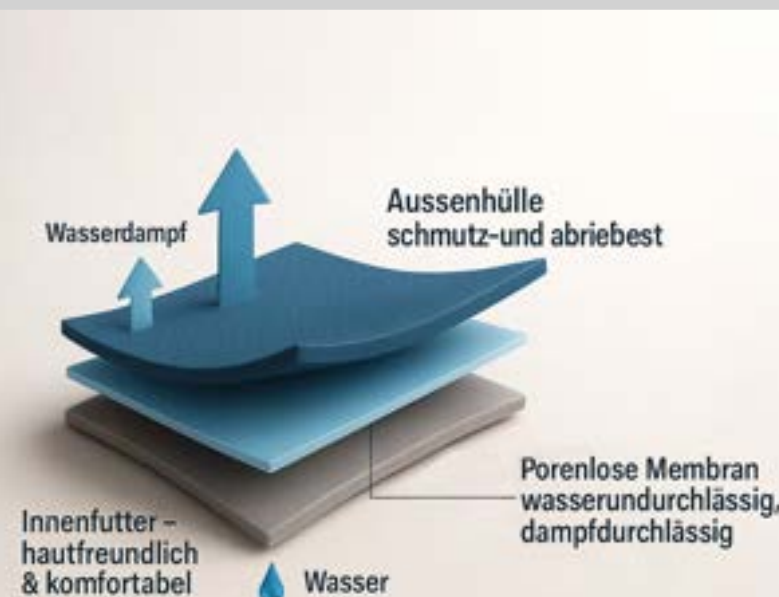 Wasserdampf
Aussenhülle
schmutz-und abriebest
Porenlose Membran
wasserundurchlässig,
dampfdurchlässig
Innenfutter –
hautfreundlich
& komfortabel
Wasser